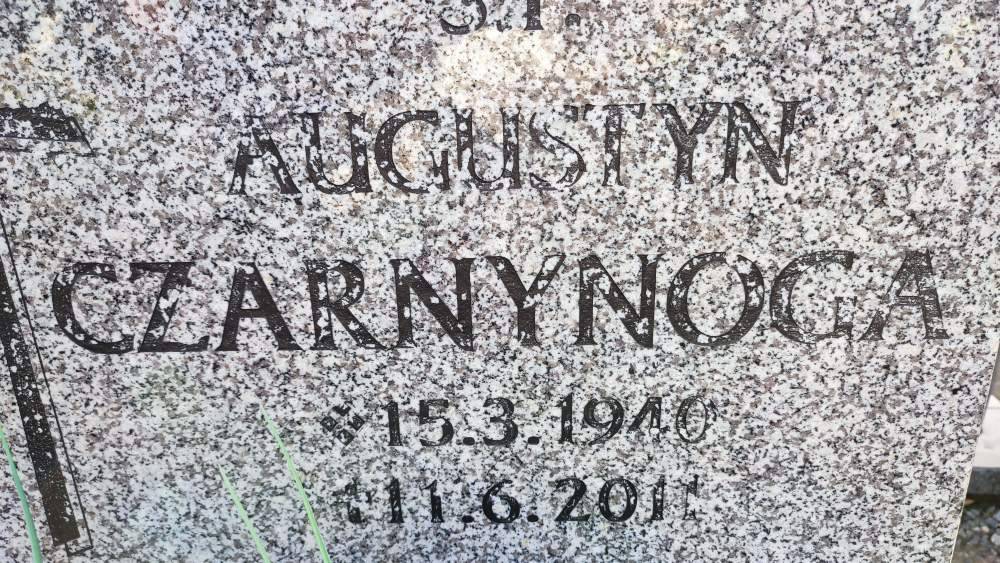 Ś.P.
AUGUSTYN
CZARNYNOGA
15.3.1940
11.6.2011